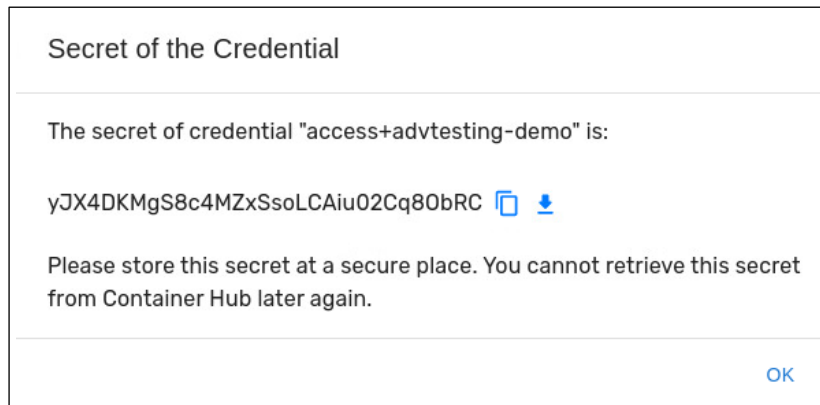 Secret of the Credential
The secret of credential "access+advtesting-demo" is:
yJX4DKMgS8c4MZxSsoLCAiu02Cq8ObRC
Please store this secret at a secure place. You cannot retrieve this secret
from Container Hub later again.
OK